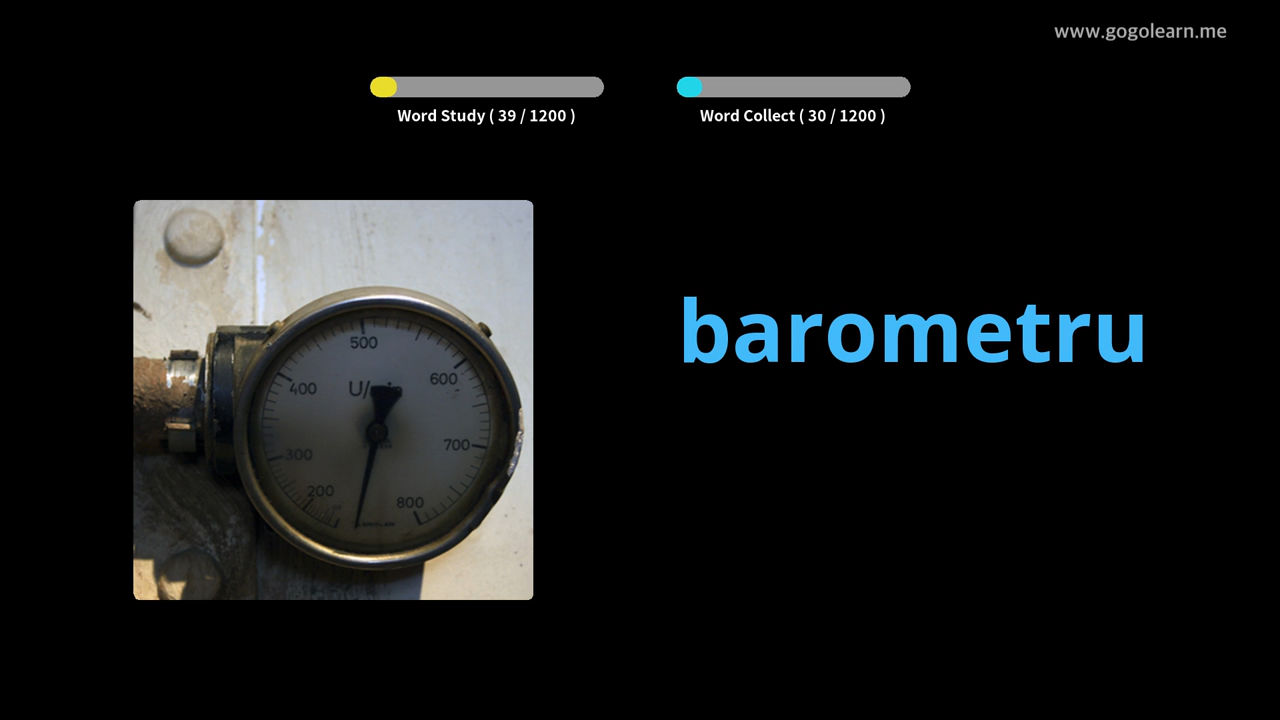 www.gogolearn.me
Word Study ( 39 / 1200 )
Word Collect ( 30 / 1200 )
barometru
500
400
600
300
700
200
800